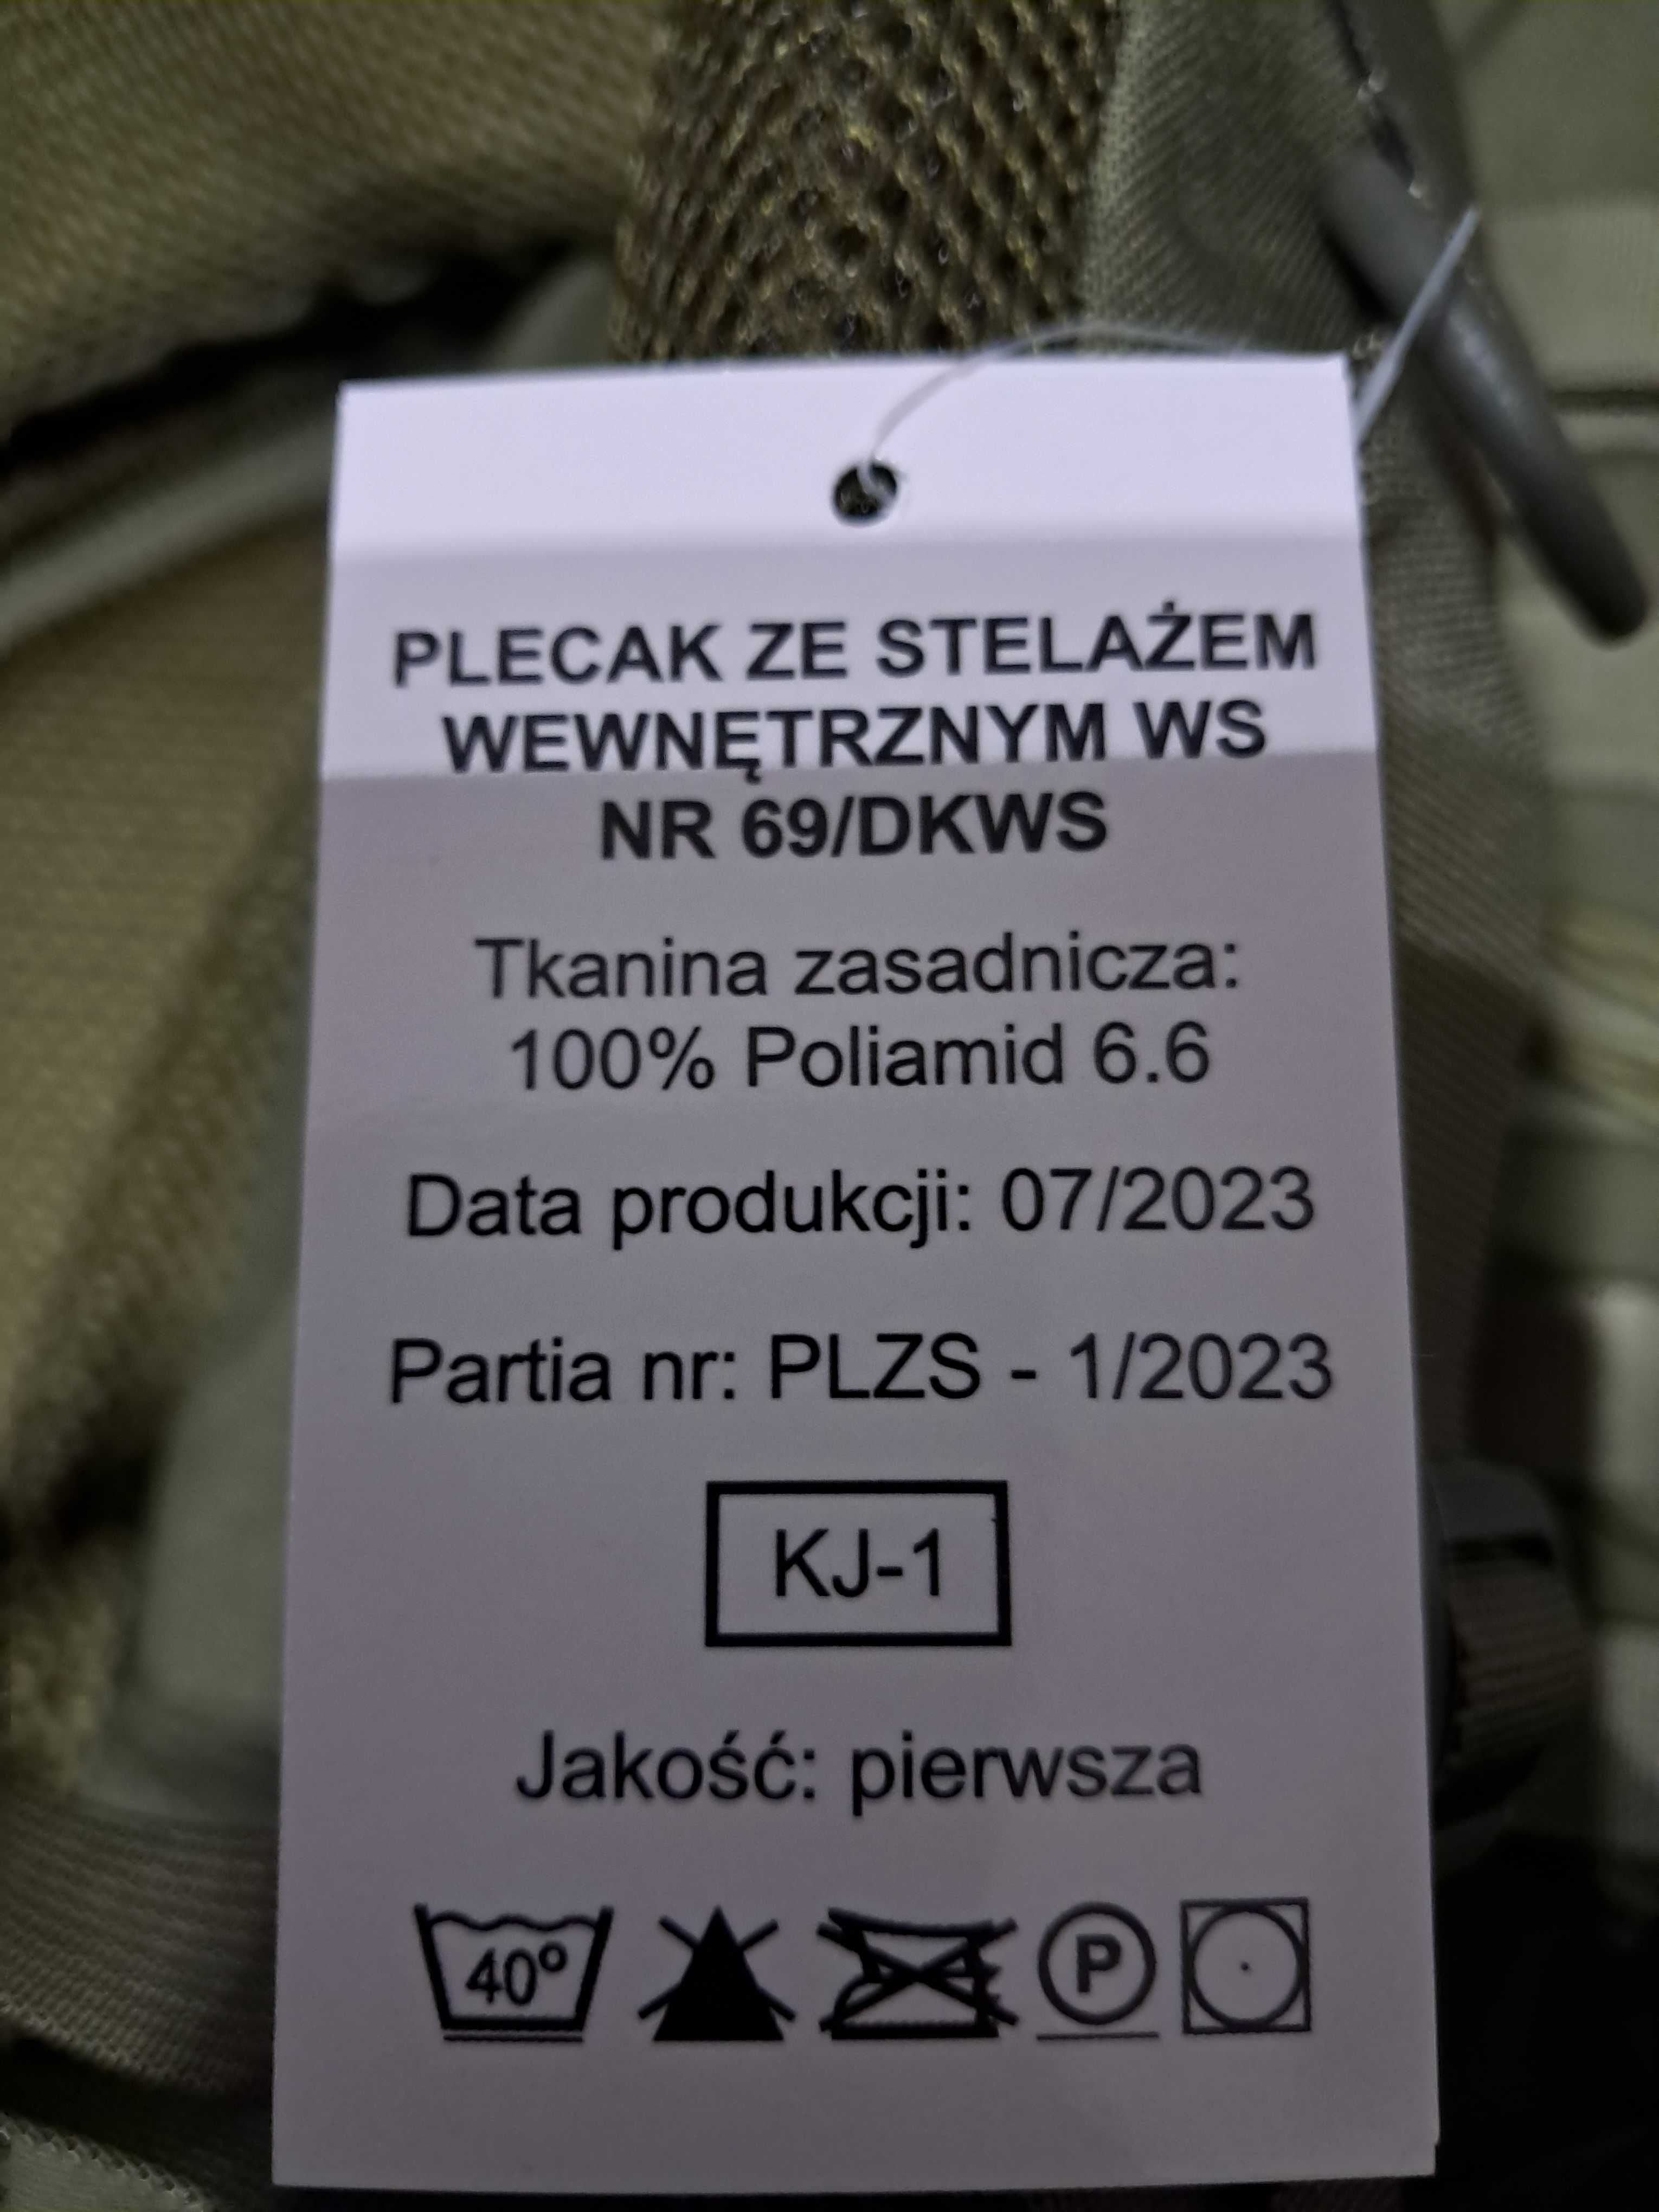 PLECAK ZE STELAŻEM
WEWNĘTRZNYM WS
NR 69/DKWS
Tkanina zasadnicza:
100% Poliamid 6.6
Data produkcji: 07/2023
Partia nr: PLZS - 1/2023
KJ-1
Jakość: pierwsza
40° P